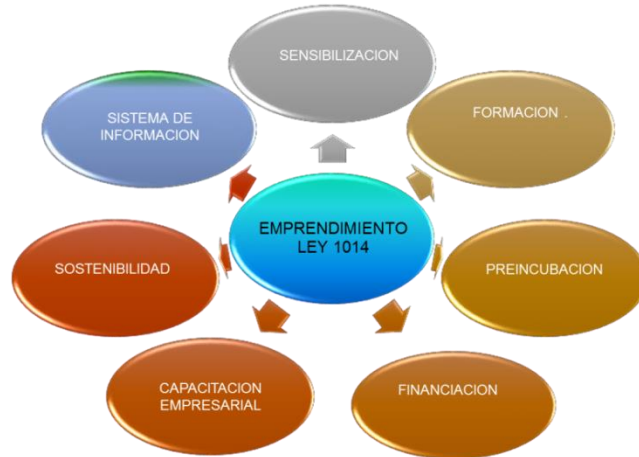 SENSIBILIZACION
FORMACION .
PREINCUBACION
FINANCIACION
CAPACITACION
EMPRESARIAL
SOSTENIBILIDAD
SISTEMA DE
INFORMACION
EMPRENDIMIENTO
LEY 1014